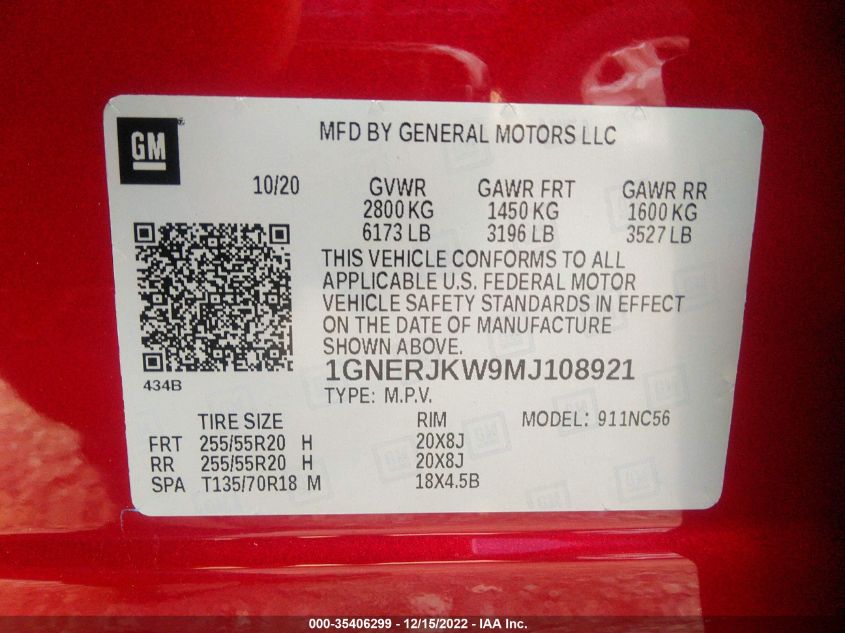 GM
MFD BY GENERAL MOTORS LLC
10/20 GVWR GAWR FRT GAWR RR
2800 KG 1450 KG 1600 KG
6173 LB 3196 LB 3527 LB
THIS VEHICLE CONFORMS TO ALL
APPLICABLE U.S. FEDERAL MOTOR
VEHICLE SAFETY STANDARDS IN EFFECT
ON THE DATE OF MANUFACTURE
SHOWN ABOVE.
434B
1GNERJKW9MJ108921
TYPE: M.P.V.
TIRE SIZE RIM MODEL: 911NC56
FRT 255/55R20 H 20X8J
RR 255/55R20 H 20X8J
SPA T135/70R18 M 18X4.5B
000-35406299 - 12/15/2022 - IAA Inc.